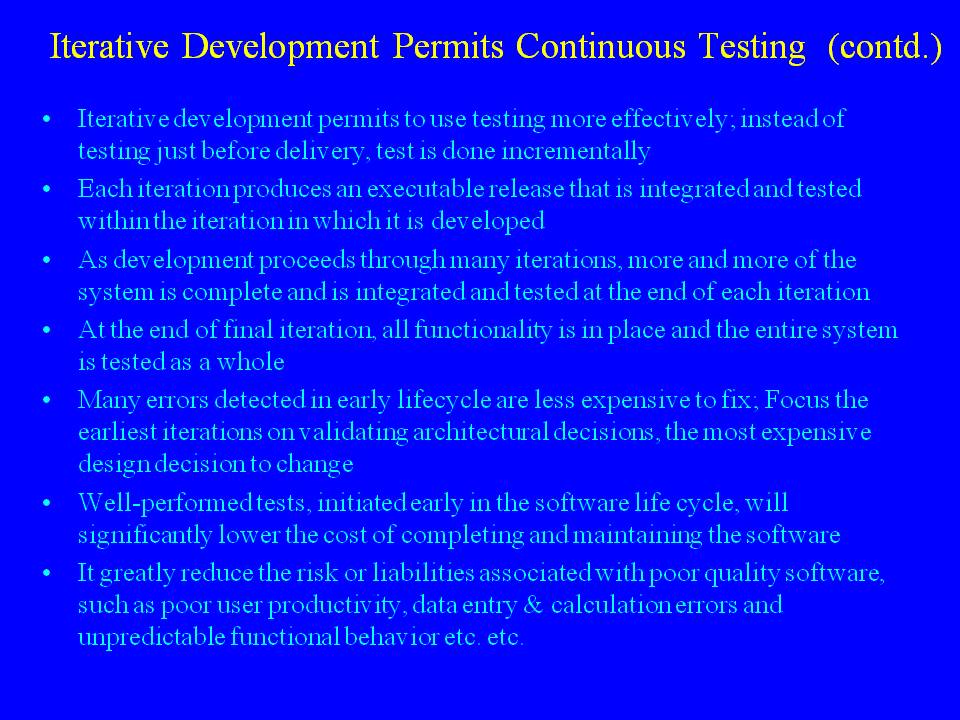 Iterative Development Permits Continuous Testing (contd.)
• Iterative development permits to use testing more effectively; instead of
testing just before delivery, test is done incrementally
• Each iteration produces an executable release that is integrated and tested
within the iteration in which it is developed
• As development proceeds through many iterations, more and more of the
system is complete and is integrated and tested at the end of each iteration
• At the end of final iteration, all functionality is in place and the entire system
is tested as a whole
• Many errors detected in early lifecycle are less expensive to fix; Focus the
earliest iterations on validating architectural decisions, the most expensive
design decision to change
• Well-performed tests, initiated early in the software life cycle, will
significantly lower the cost of completing and maintaining the software
• It greatly reduce the risk or liabilities associated with poor quality software,
such as poor user productivity, data entry & calculation errors and
unpredictable functional behavior etc. etc.